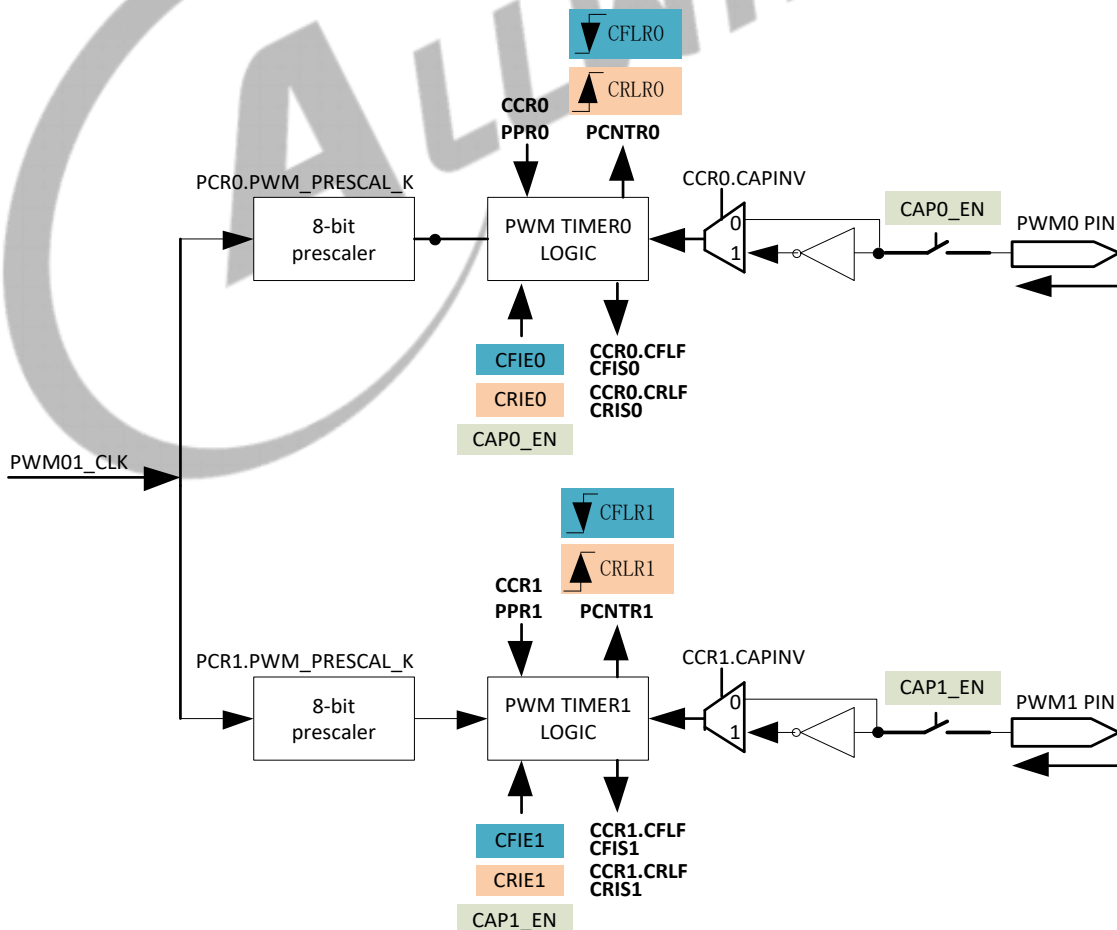 ALLWIN
CFLR0
CRLR0
CCR0
PPR0
PCNTR0
PCR0.PWM_PRESCAL_K
CCR0.CAPINV
CAP0_EN
PWM0 PIN
8-bit
prescaler
PWM TIMER0
LOGIC
0
1
CFIE0
CRIE0
CAP0_EN
CCR0.CFLF
CFIS0
CCR0.CRLF
CRIS0
PWM01_CLK
CFLR1
CRLR1
CCR1
PPR1
PCNTR1
PCR1.PWM_PRESCAL_K
CCR1.CAPINV
CAP1_EN
PWM1 PIN
8-bit
prescaler
PWM TIMER1
LOGIC
0
1
CFIE1
CRIE1
CAP1_EN
CCR1.CFLF
CFIS1
CCR1.CRLF
CRIS1